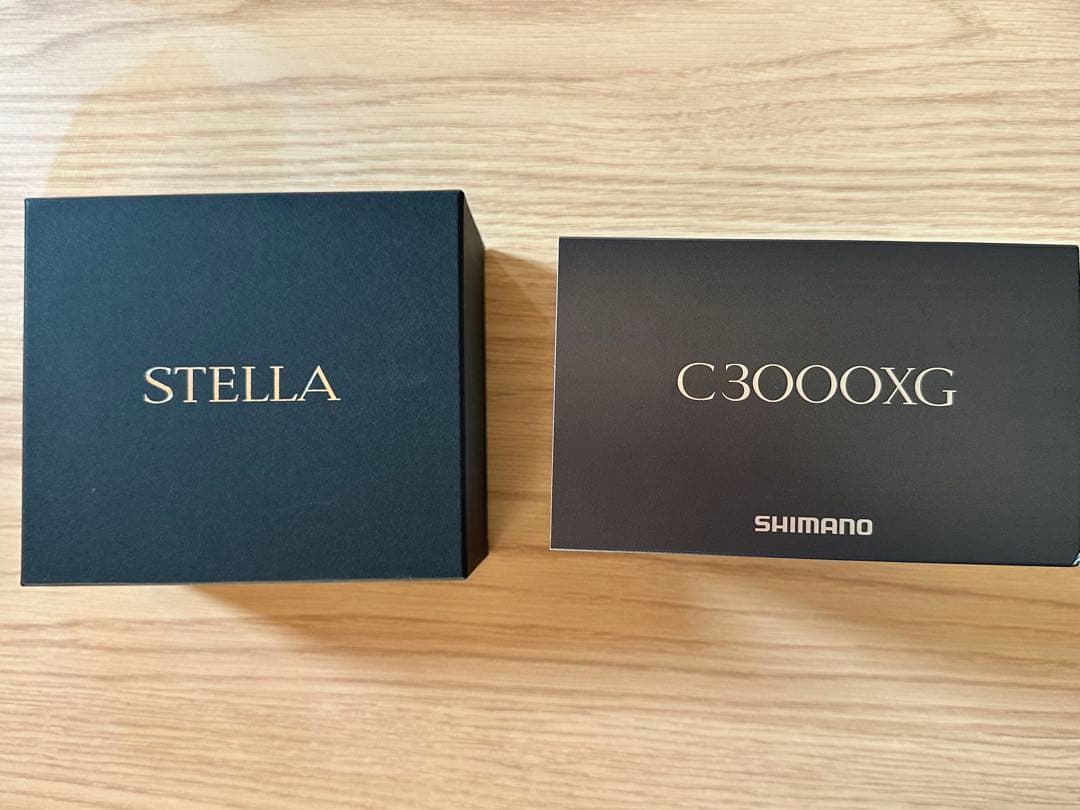 STELLA
C3000XG
SHIMANO